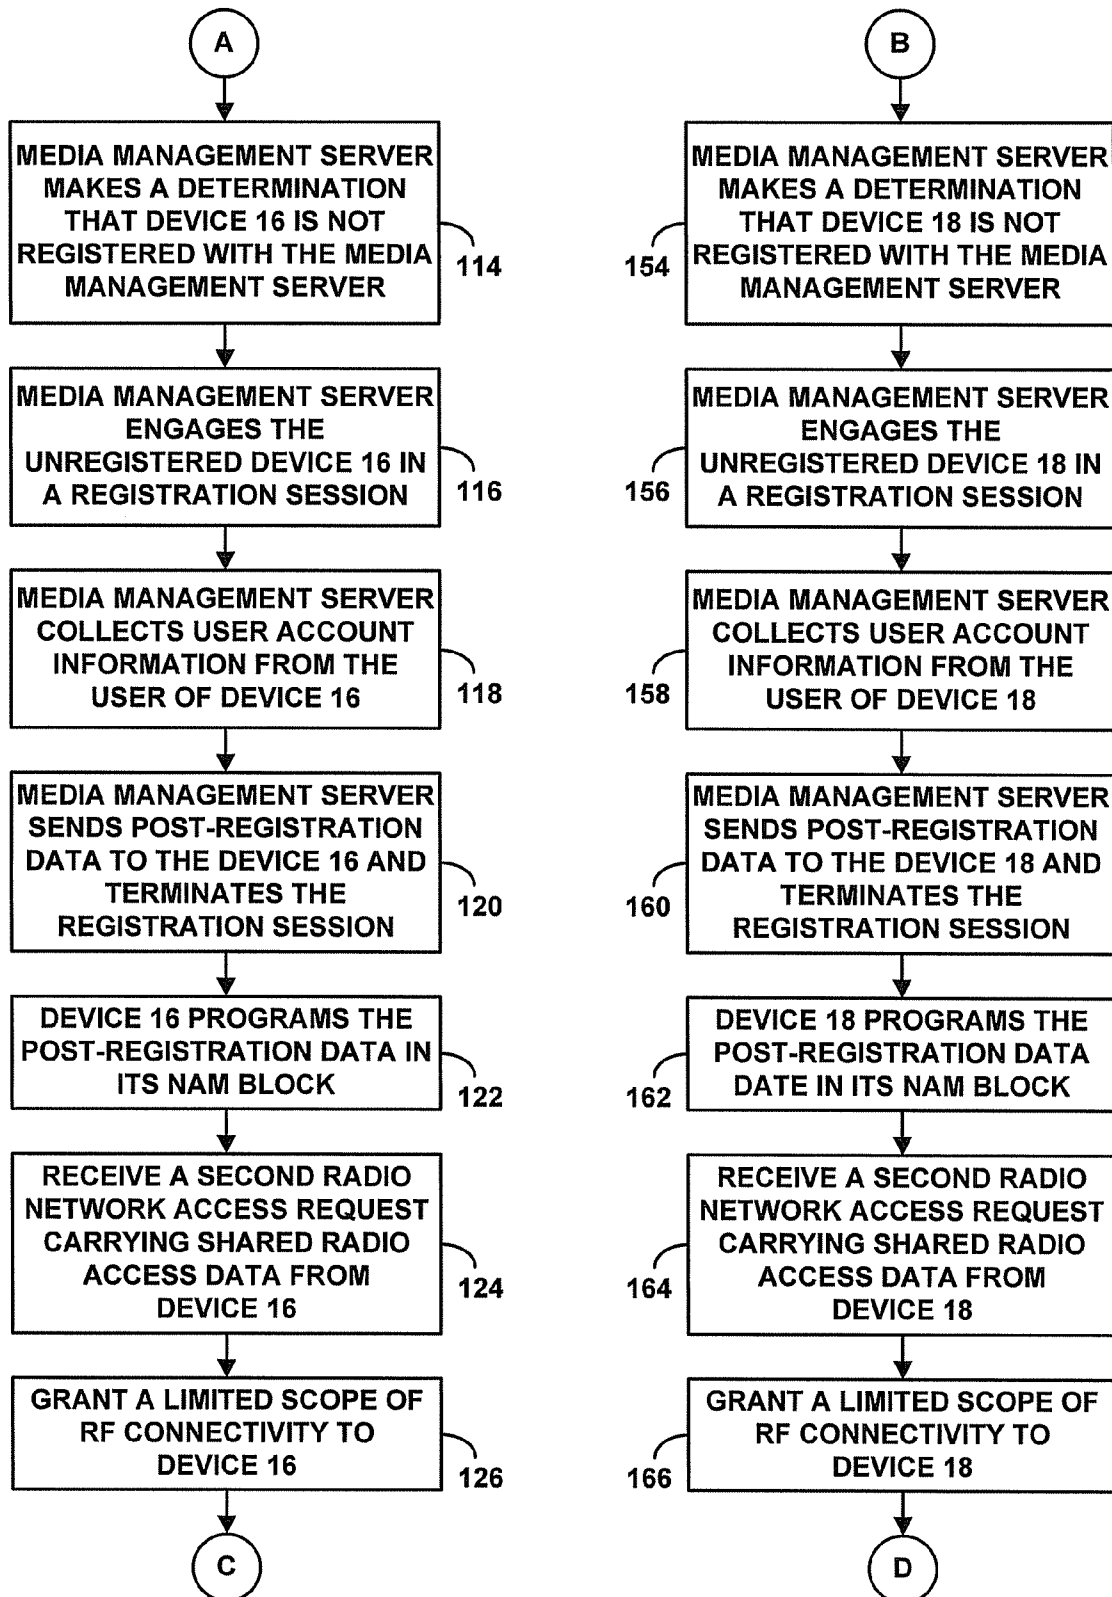 A
MEDIA MANAGEMENT SERVER
MAKES A DETERMINATION
THAT DEVICE 16 IS NOT
REGISTERED WITH THE MEDIA
MANAGEMENT SERVER
114
MEDIA MANAGEMENT SERVER
ENGAGES THE
UNREGISTERED DEVICE 16 IN
A REGISTRATION SESSION
116
MEDIA MANAGEMENT SERVER
COLLECTS USER ACCOUNT
INFORMATION FROM THE
USER OF DEVICE 16
118
MEDIA MANAGEMENT SERVER
SENDS POST-REGISTRATION
DATA TO THE DEVICE 16 AND
TERMINATES THE
REGISTRATION SESSION
120
DEVICE 16 PROGRAMS THE
POST-REGISTRATION DATA IN
ITS NAM BLOCK
122
RECEIVE A SECOND RADIO
NETWORK ACCESS REQUEST
CARRYING SHARED RADIO
ACCESS DATA FROM
DEVICE 16
124
GRANT A LIMITED SCOPE OF
RF CONNECTIVITY TO
DEVICE 16
126
C
B
MEDIA MANAGEMENT SERVER
MAKES A DETERMINATION
THAT DEVICE 18 IS NOT
REGISTERED WITH THE MEDIA
MANAGEMENT SERVER
154
MEDIA MANAGEMENT SERVER
ENGAGES THE
UNREGISTERED DEVICE 18 IN
A REGISTRATION SESSION
156
MEDIA MANAGEMENT SERVER
COLLECTS USER ACCOUNT
INFORMATION FROM THE
USER OF DEVICE 18
158
MEDIA MANAGEMENT SERVER
SENDS POST-REGISTRATION
DATA TO THE DEVICE 18 AND
TERMINATES THE
REGISTRATION SESSION
160
DEVICE 18 PROGRAMS THE
POST-REGISTRATION DATA
DATE IN ITS NAM BLOCK
162
RECEIVE A SECOND RADIO
NETWORK ACCESS REQUEST
CARRYING SHARED RADIO
ACCESS DATA FROM
DEVICE 18
164
GRANT A LIMITED SCOPE OF
RF CONNECTIVITY TO
DEVICE 18
166
D